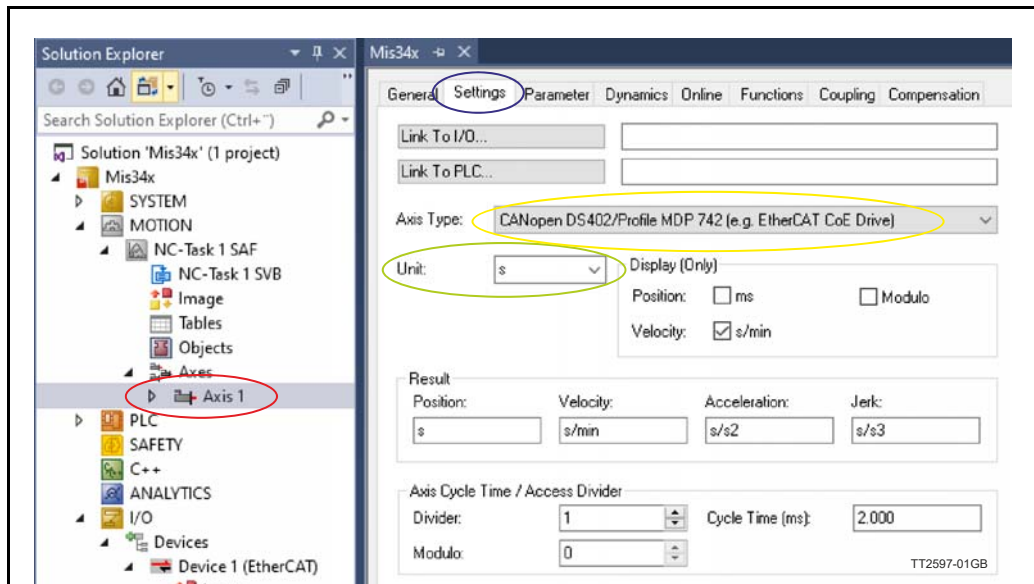 Solution Explorer
Search Solution Explorer (Ctrl+¨)
Solution 'Mis34x' (1 project)
Mis34x
SYSTEM
MOTION
NC-Task 1 SAF
NC-Task 1 SVB
Image
Tables
Objects
Axes
Axis 1
PLC
SAFETY
C++
ANALYTICS
I/O
Devices
Device 1 (EtherCAT)
Mis34x
General Settings Parameter Dynamics Online Functions Coupling Compensation
Link To I/O...
Link To PLC...
Axis Type: CANopen DS402/Profile MDP 742 (e.g. EtherCAT CoE Drive)
Unit: s
Display (Only)
Position: ms Modulo
Velocity: s/min
Result
Position: Velocity: Acceleration: Jerk:
s s/min s/s2 s/s3
Axis Cycle Time / Access Divider
Divider: 1 Cycle Time (ms): 2.000
Modulo: 0
TT2597-01GB